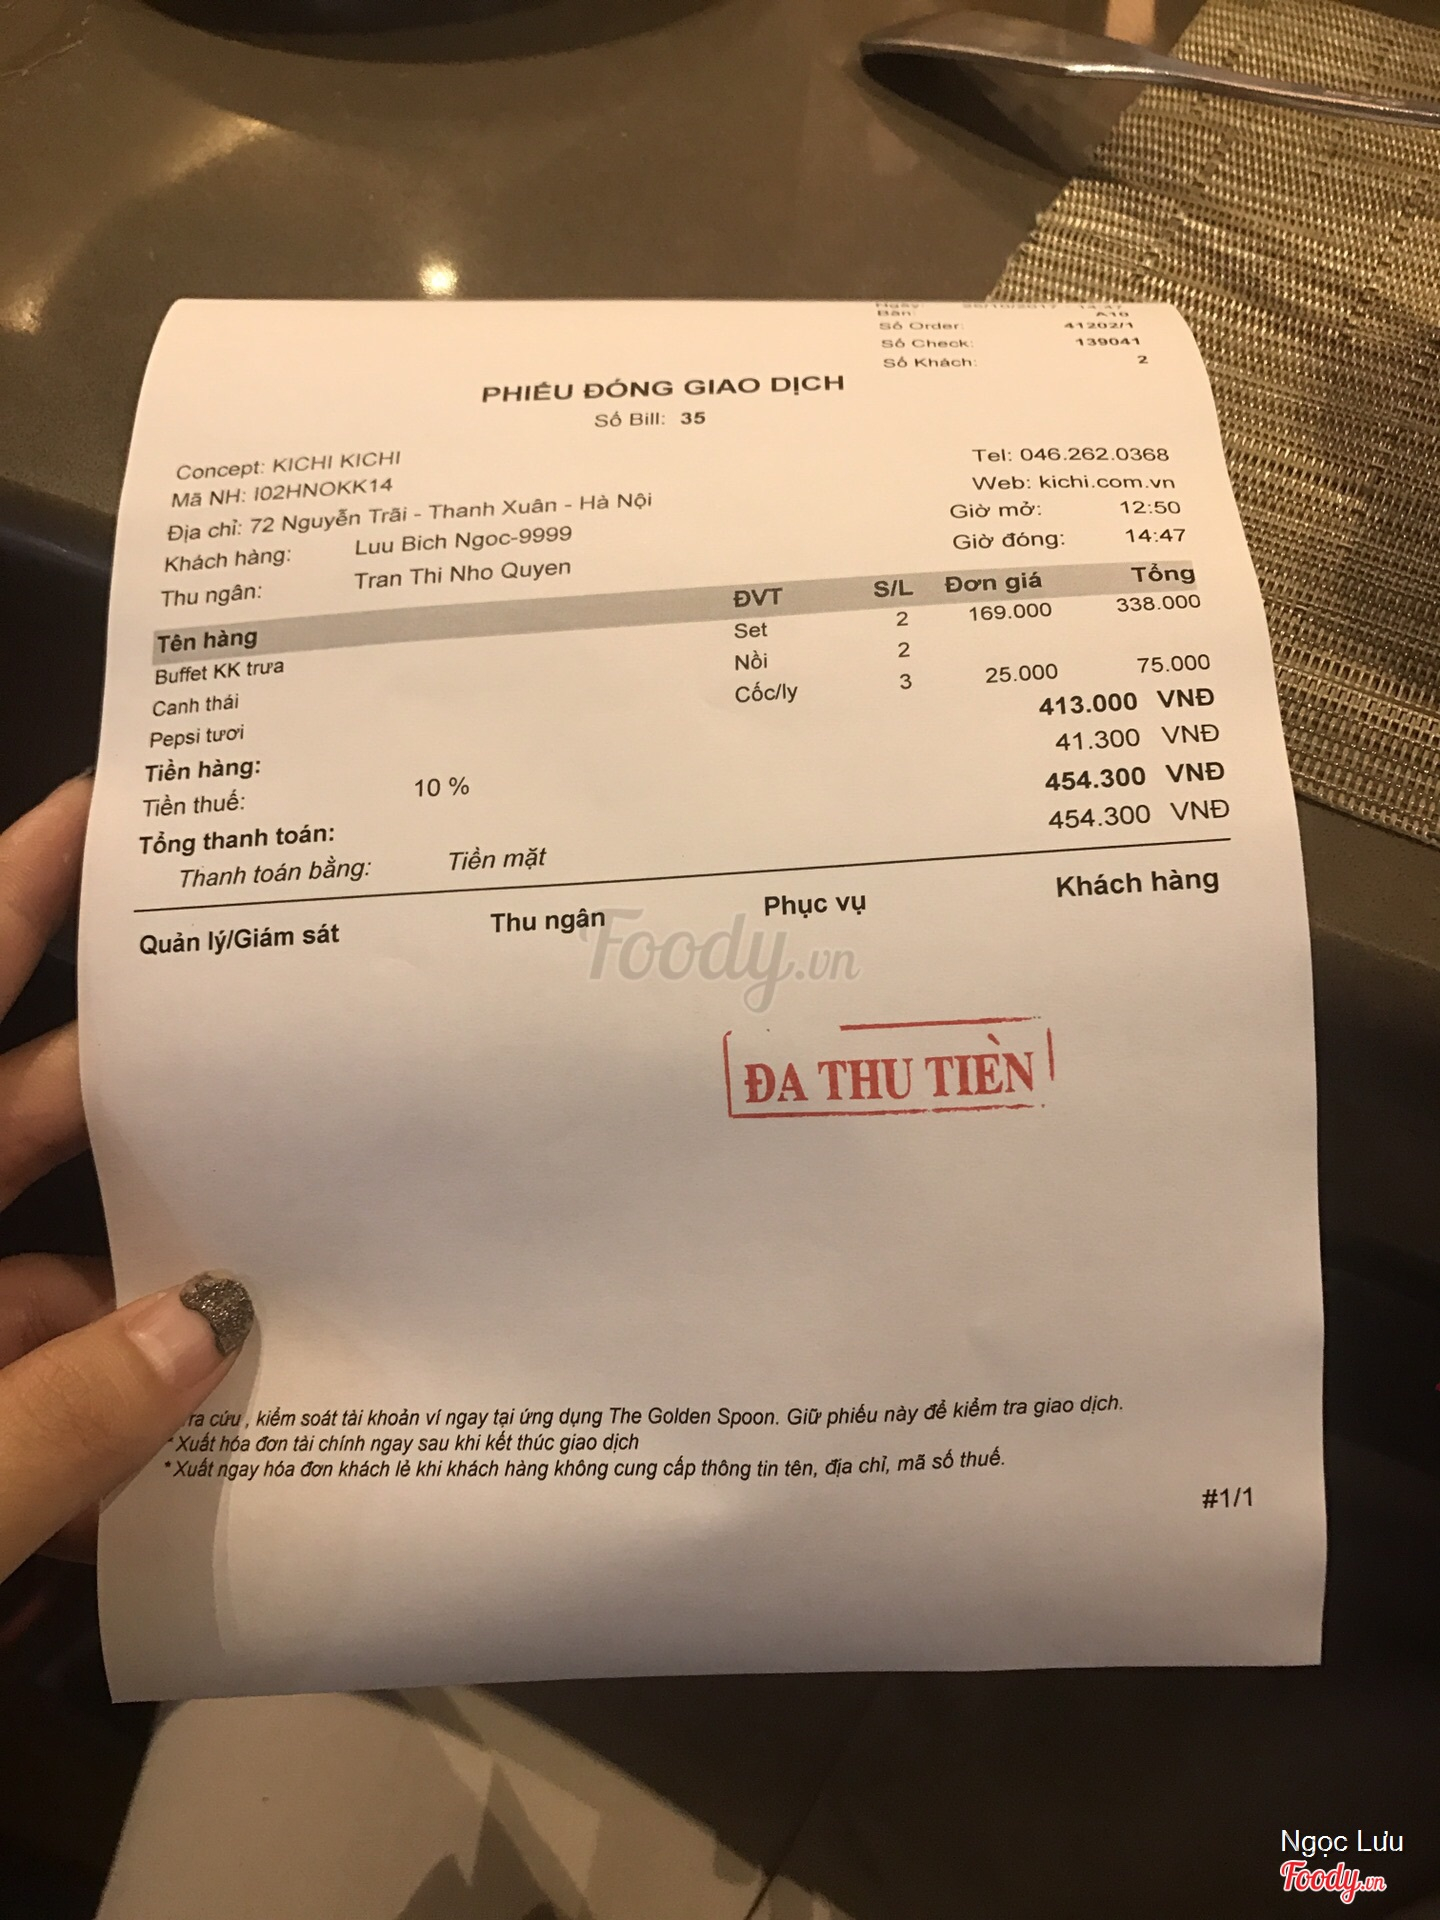 Ngày: 26/10/2017 14:47
Bàn: A10
Số Order: 41202/1
Số Check: 139041
Số Khách: 2
PHIẾU ĐÓNG GIAO DỊCH
Số Bill: 35
Concept: KICHI KICHI
Tel: 046.262.0368
Mã NH: I02HNOKK14
Web: kichi.com.vn
Địa chỉ: 72 Nguyễn Trãi - Thanh Xuân - Hà Nội
Giờ mở: 12:50
Khách hàng: Luu Bich Ngoc-9999
Giờ đóng: 14:47
Thu ngân: Tran Thi Nho Quyen
Tên hàng ĐVT S/L Đơn giá Tổng
Buffet KK trưa Set 2 169.000 338.000
Canh thái Nồi 2
Pepsi tươi Cốc/ly 3 25.000 75.000
Tiền hàng: 413.000 VNĐ
Tiền thuế: 10 % 41.300 VNĐ
Tổng thanh toán: 454.300 VNĐ
Thanh toán bằng: Tiền mặt 454.300 VNĐ
Quản lý/Giám sát Thu ngân Phục vụ Khách hàng
Foody.vn
ĐA THU TIỀN
ra cứu , kiểm soát tài khoản ví ngay tại ứng dụng The Golden Spoon. Giữ phiếu này để kiểm tra giao dịch.
*Xuất hóa đơn tài chính ngay sau khi kết thúc giao dịch
*Xuất ngay hóa đơn khách lẻ khi khách hàng không cung cấp thông tin tên, địa chỉ, mã số thuế.
#1/1
Ngọc Lưu
Foody.vn